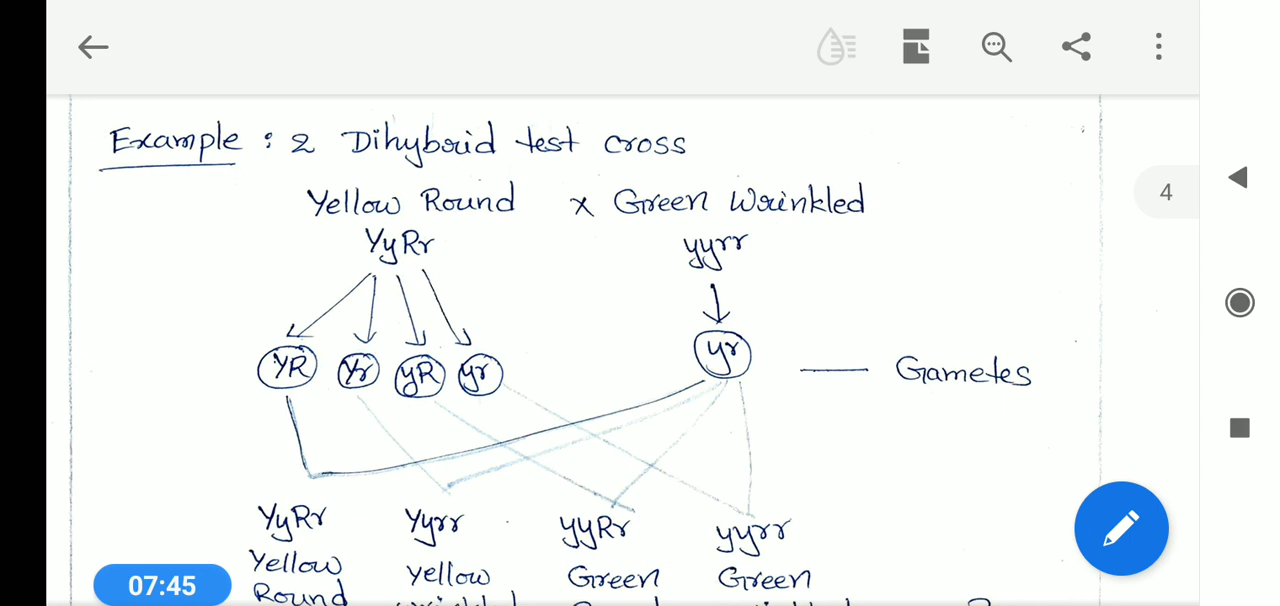 4
Example : 2 Dihybrid test cross
Yellow Round x Green Wrinkled
YyRr yyrr
YR Yr yR yr yr Gametes
YyRr Yyrr yyRr yyrr
Yellow Yellow Green Green
Round
07:45